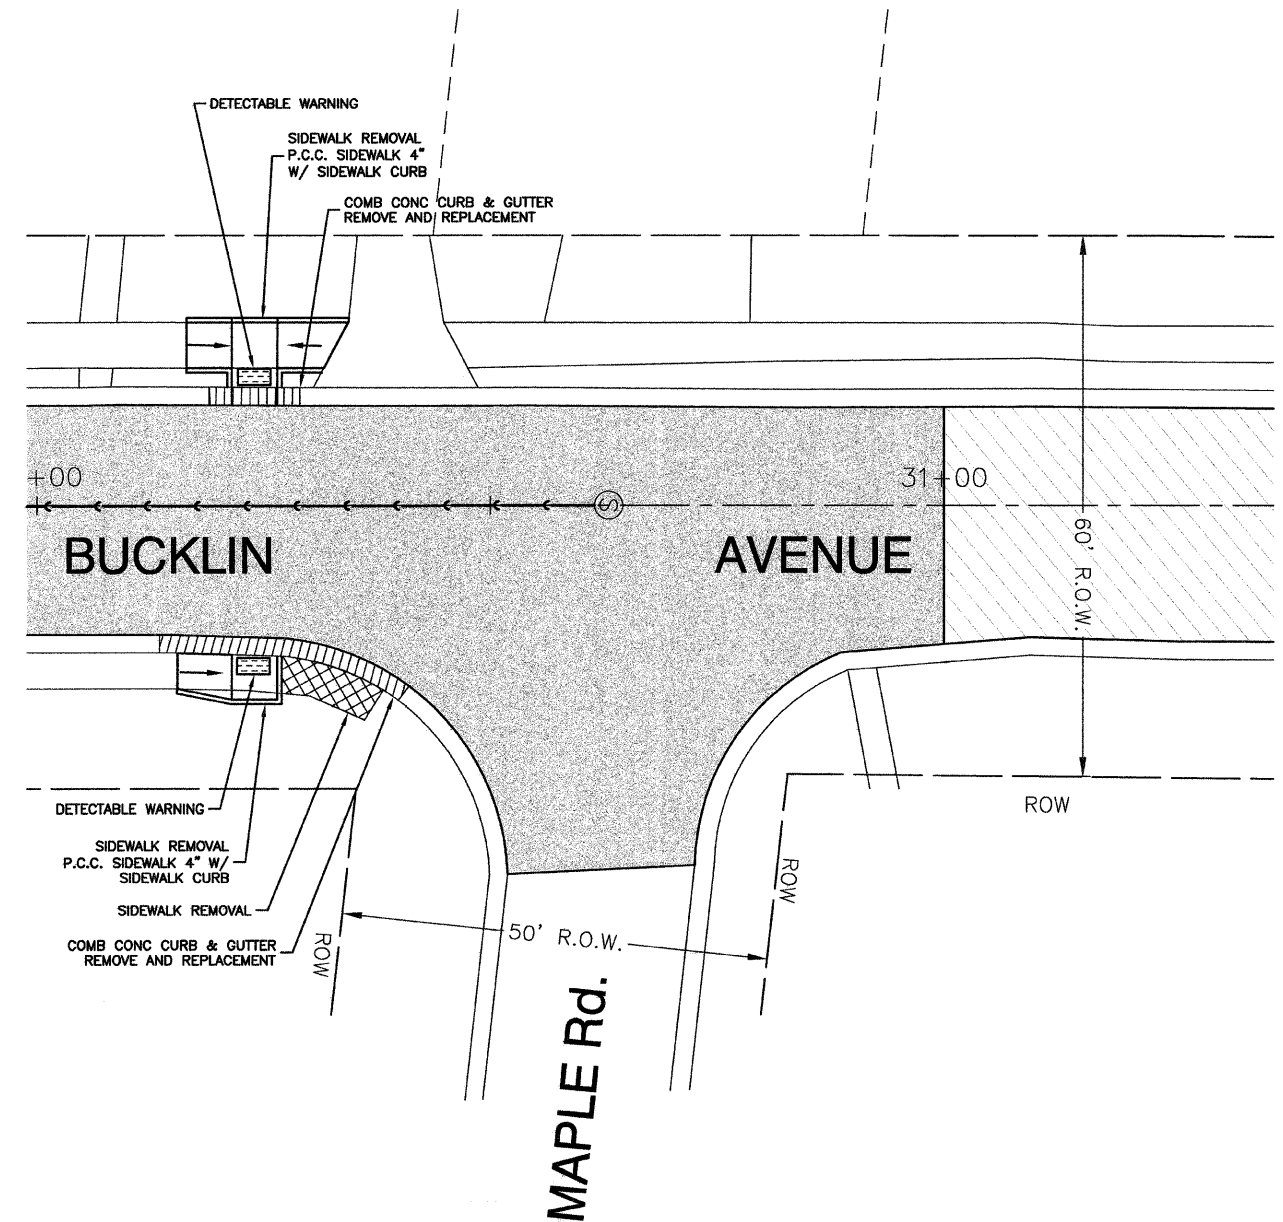 DETECTABLE WARNING
SIDEWALK REMOVAL
P.C.C. SIDEWALK 4"
W/ SIDEWALK CURB
COMB CONC CURB & GUTTER
REMOVE AND REPLACEMENT
+00
31+00
S
BUCKLIN AVENUE
60' R.O.W.
ROW
DETECTABLE WARNING
SIDEWALK REMOVAL
P.C.C. SIDEWALK 4" W/
SIDEWALK CURB
SIDEWALK REMOVAL
COMB CONC CURB & GUTTER
REMOVE AND REPLACEMENT
ROW
50' R.O.W.
ROW
MAPLE Rd.